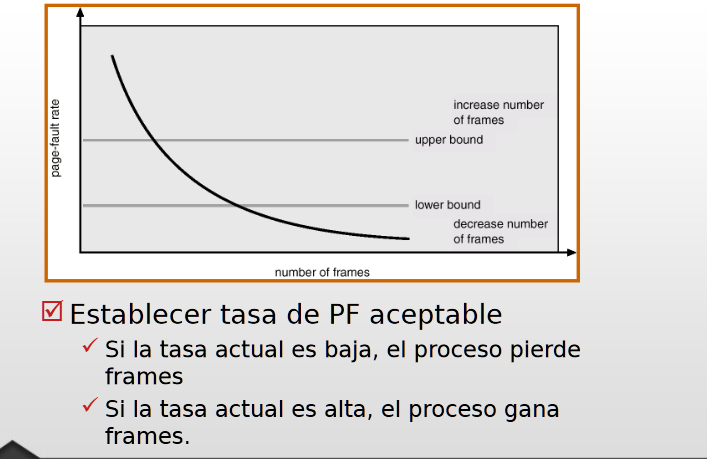 page-fault rate
increase number
of frames
upper bound
lower bound
decrease number
of frames
number of frames
Establecer tasa de PF aceptable
Si la tasa actual es baja, el proceso pierde
frames
Si la tasa actual es alta, el proceso gana
frames.